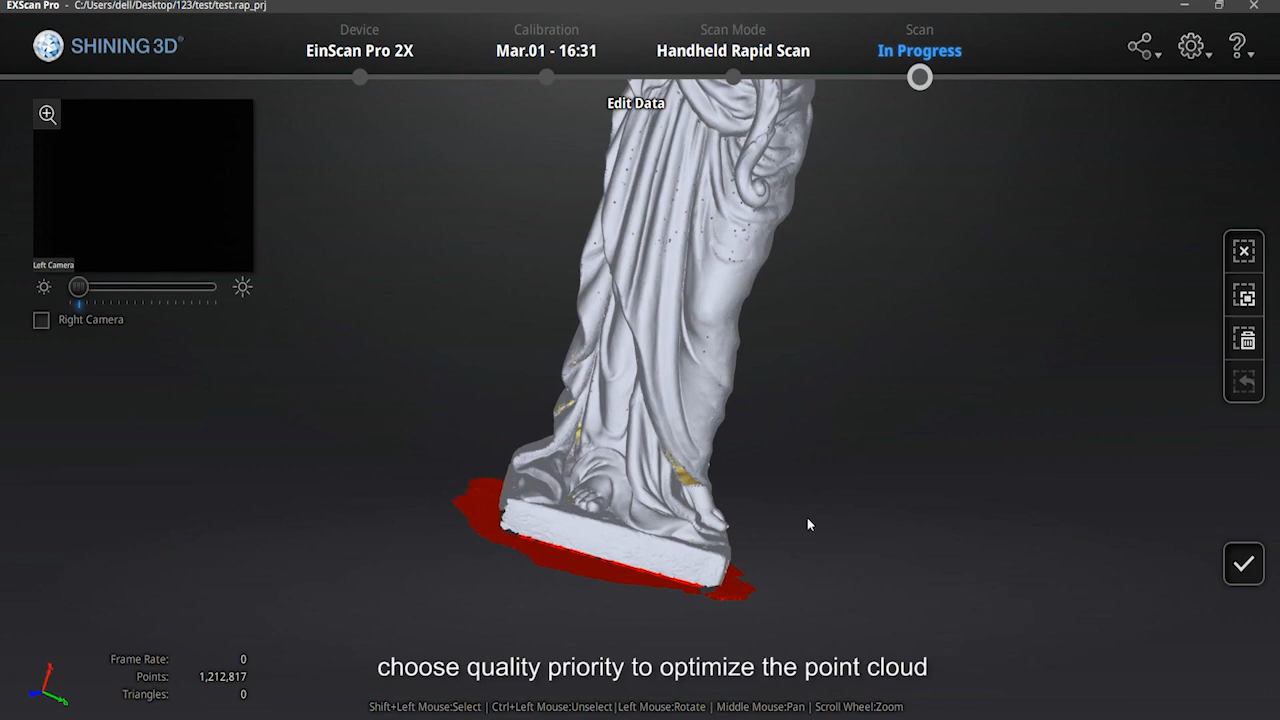 EXScan Pro - C:/Users/dell/Desktop/123/test/test.rap_prj
SHINING 3D®
Device
EinScan Pro 2X
Calibration
Mar.01 - 16:31
Scan Mode
Handheld Rapid Scan
Scan
In Progress
Edit Data
Left Camera
Right Camera
Frame Rate: 0
Points: 1,212,817
Triangles: 0
choose quality priority to optimize the point cloud
Shift+Left Mouse:Select | Ctrl+Left Mouse:Unselect|Left Mouse:Rotate | Middle Mouse:Pan | Scroll Wheel:Zoom